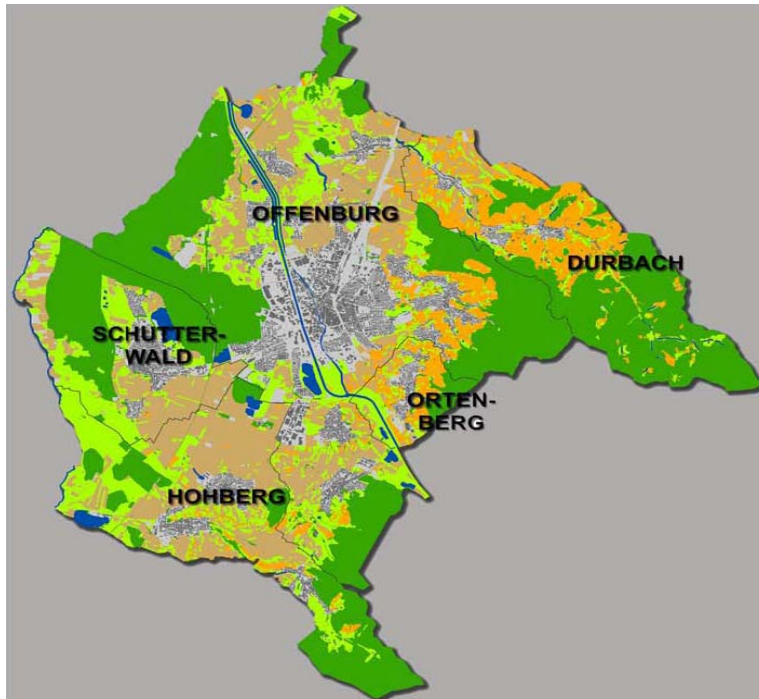 OFFENBURG
DURBACH
SCHUTTER-
WALD
ORTEN-
BERG
HOHBERG